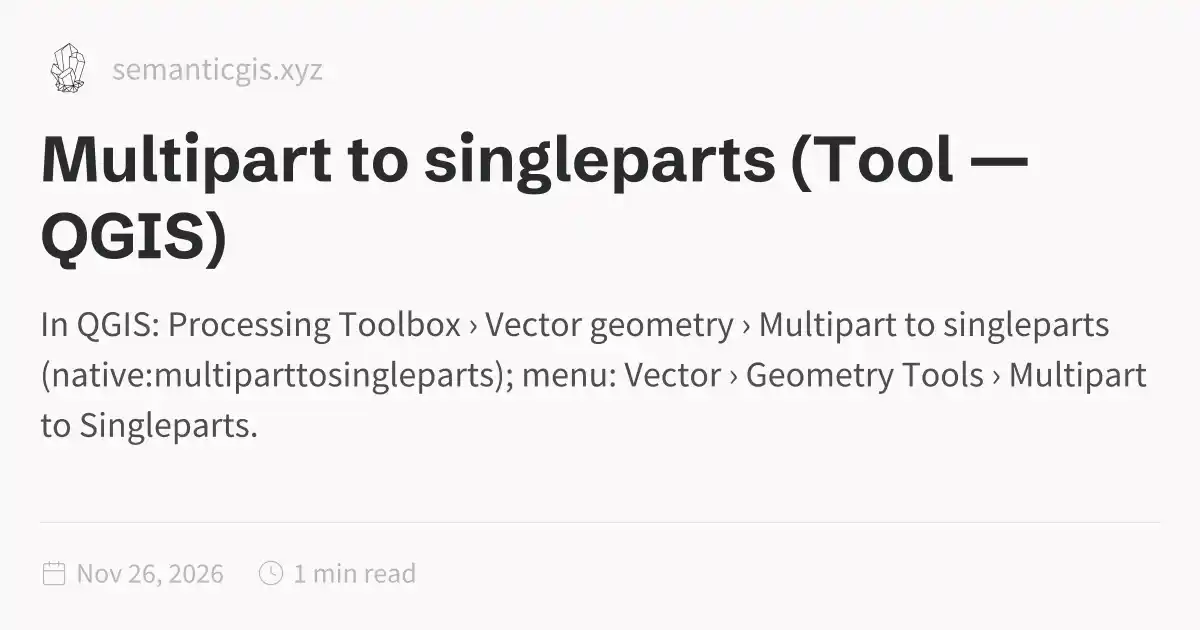 semanticgis.xyz
Multipart to singleparts (Tool —
QGIS)
In QGIS: Processing Toolbox › Vector geometry › Multipart to singleparts
(native:multiparttosingleparts); menu: Vector › Geometry Tools › Multipart
to Singleparts.
Nov 26, 2026 1 min read